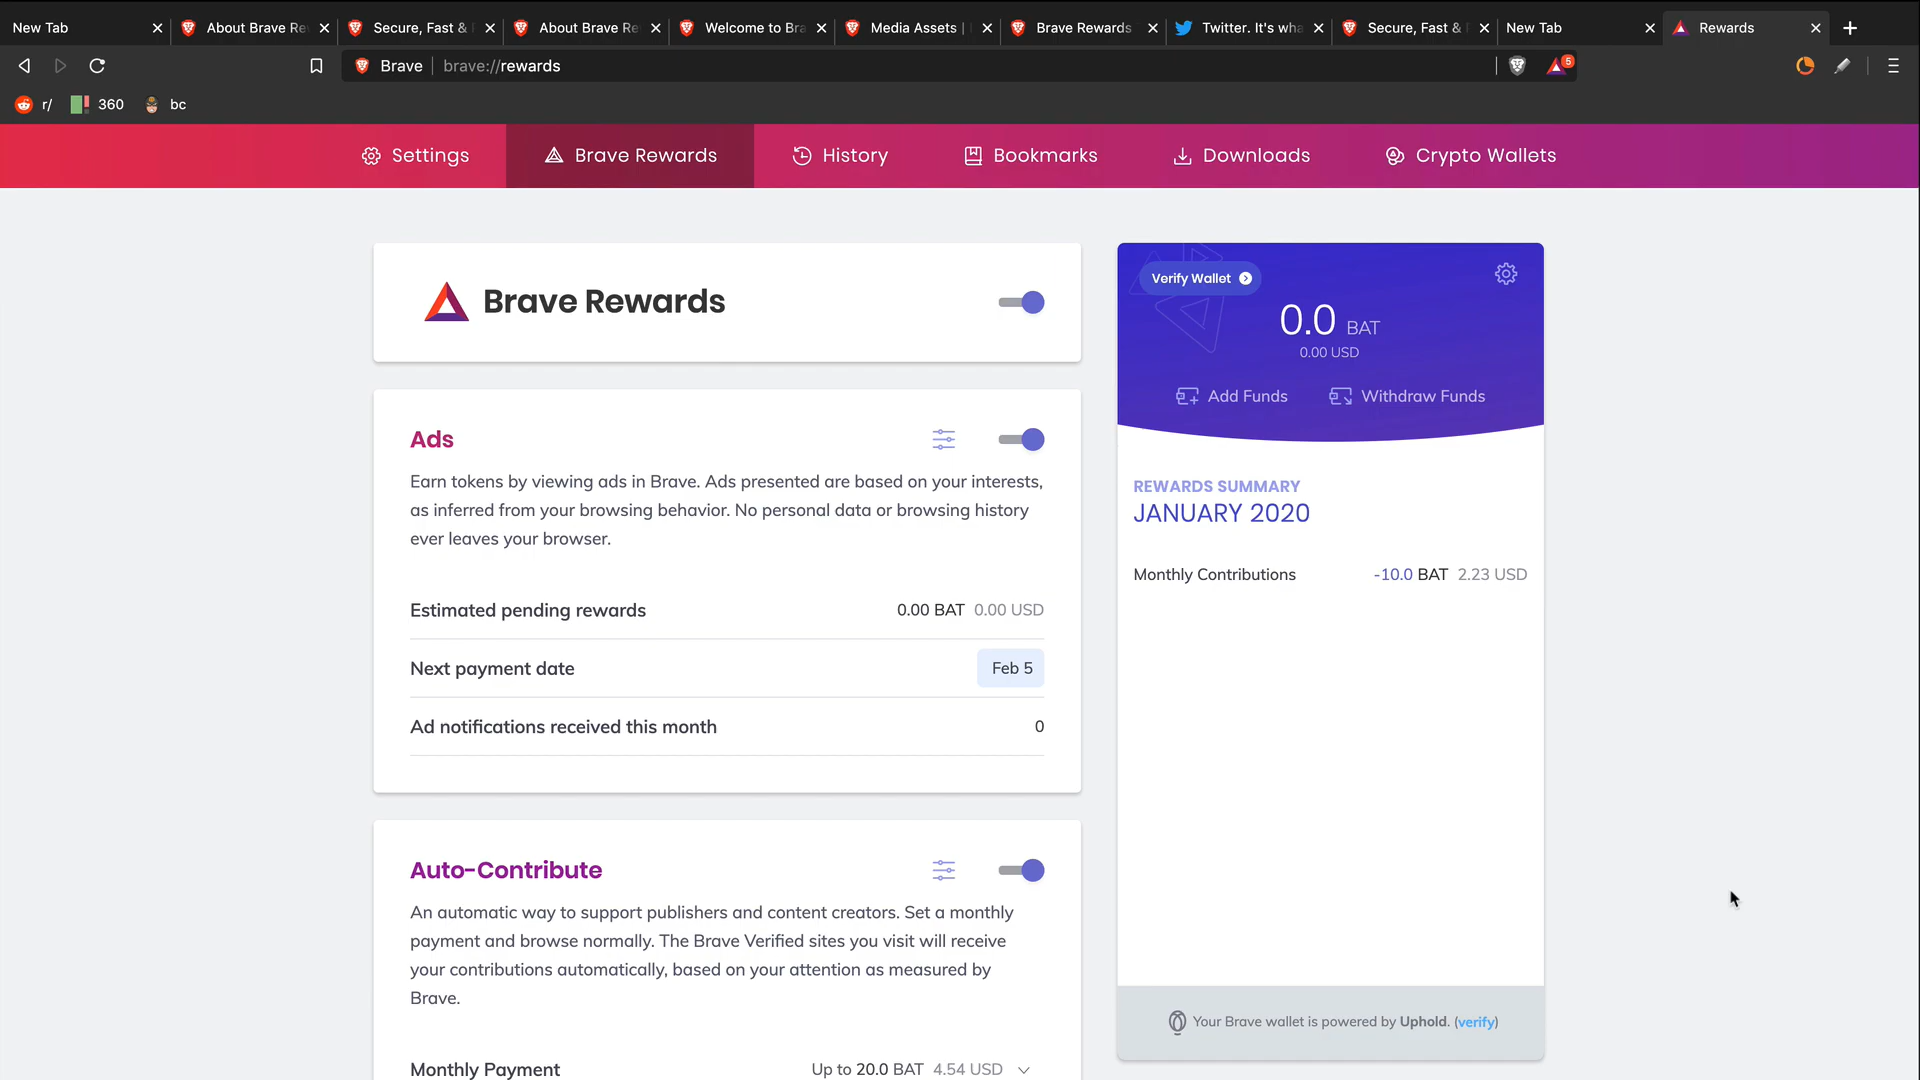 New Tab
About Brave Re
Secure, Fast &
About Brave Re
Welcome to Bra
Media Assets |
Brave Rewards
Twitter. It's wha
Secure, Fast &
New Tab
Rewards
Brave
brave://rewards
5
r/
360
bc
Settings
Brave Rewards
History
Bookmarks
Downloads
Crypto Wallets
Brave Rewards
Ads
Earn tokens by viewing ads in Brave. Ads presented are based on your interests,
as inferred from your browsing behavior. No personal data or browsing history
ever leaves your browser.
Estimated pending rewards 0.00 BAT 0.00 USD
Next payment date Feb 5
Ad notifications received this month 0
Auto-Contribute
An automatic way to support publishers and content creators. Set a monthly
payment and browse normally. The Brave Verified sites you visit will receive
your contributions automatically, based on your attention as measured by
Brave.
Monthly Payment Up to 20.0 BAT 4.54 USD
Verify Wallet
0.0 BAT
0.00 USD
Add Funds
Withdraw Funds
REWARDS SUMMARY
JANUARY 2020
Monthly Contributions -10.0 BAT 2.23 USD
Your Brave wallet is powered by Uphold. (verify)